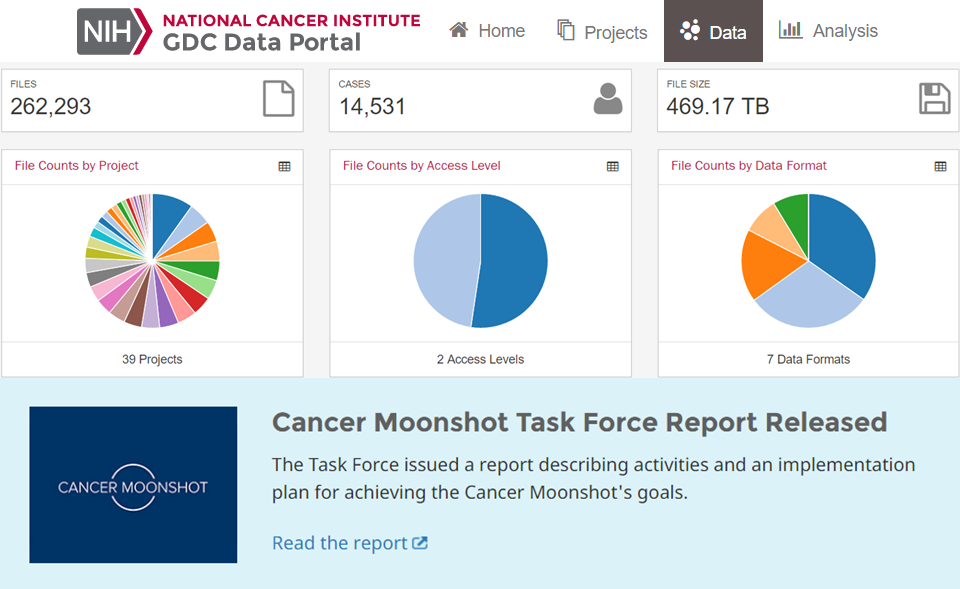 NIH
NATIONAL CANCER INSTITUTE
GDC Data Portal
Home
Projects
Data
Analysis
FILES
262,293
CASES
14,531
FILE SIZE
469.17 TB
File Counts by Project
File Counts by Access Level
File Counts by Data Format
39 Projects
2 Access Levels
7 Data Formats
CANCER MOONSHOT
Cancer Moonshot Task Force Report Released
The Task Force issued a report describing activities and an implementation
plan for achieving the Cancer Moonshot's goals.
Read the report